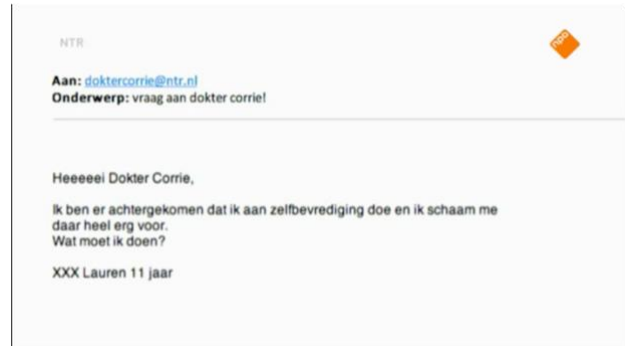 NTR
npo
Aan: doktercorrie@ntr.nl
Onderwerp: vraag aan dokter corrie!
Heeeeei Dokter Corrie,
Ik ben er achtergekomen dat ik aan zelfbevrediging doe en ik schaam me
daar heel erg voor.
Wat moet ik doen?
XXX Lauren 11 jaar